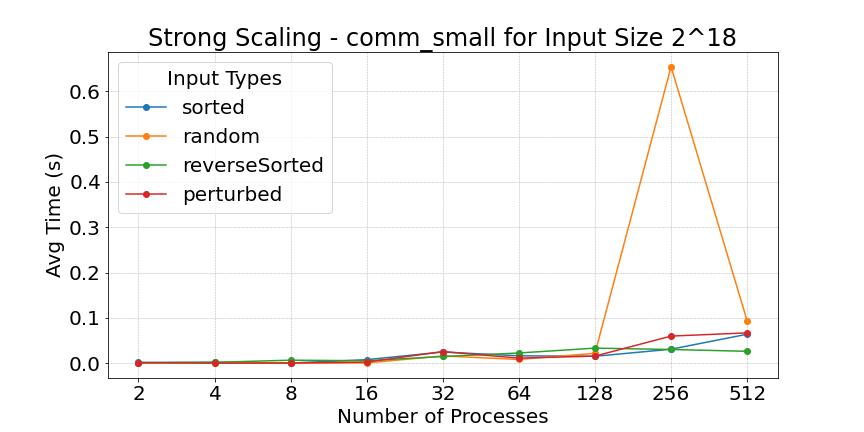 Strong Scaling - comm_small for Input Size 2^18
Input Types
sorted
random
reverseSorted
perturbed
Avg Time (s)
0.6
0.5
0.4
0.3
0.2
0.1
0.0
2 4 8 16 32 64 128 256 512
Number of Processes